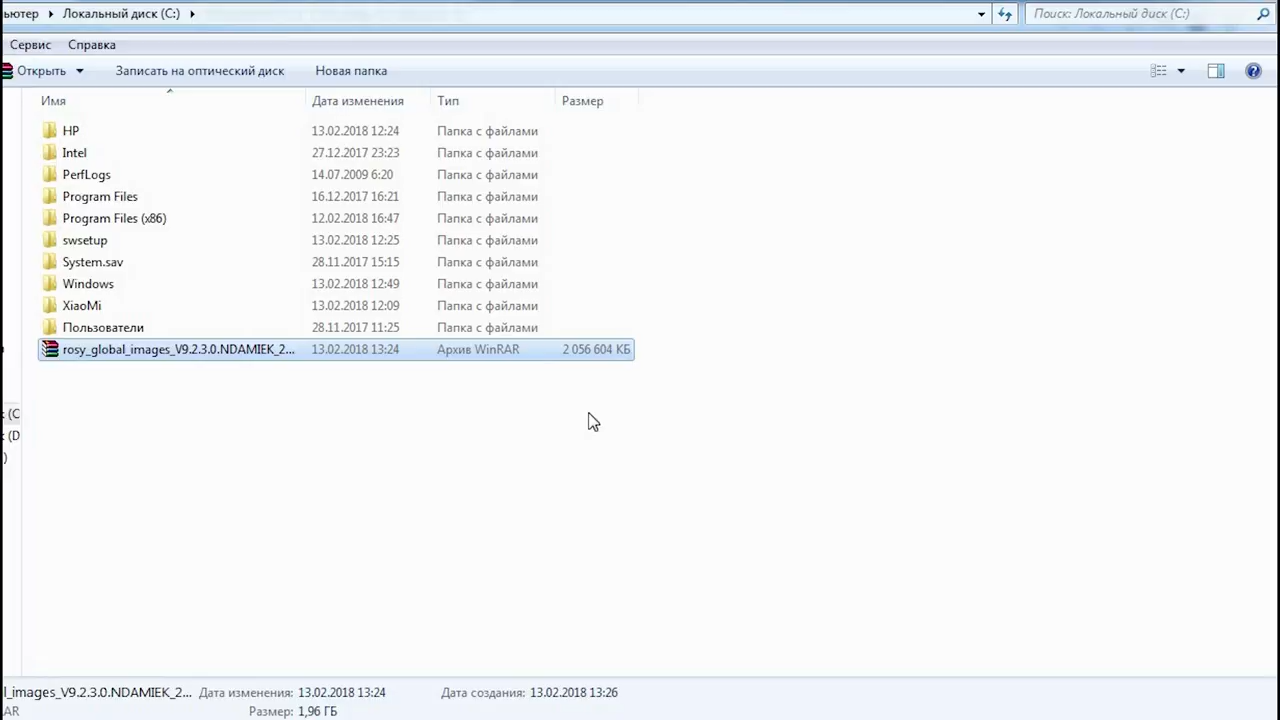 ьютер Локальный диск (C:) Поиск: Локальный диск (C:)
Сервис Справка
Открыть Записать на оптический диск Новая папка
Имя Дата изменения Тип Размер
HP 13.02.2018 12:24 Папка с файлами
Intel 27.12.2017 23:23 Папка с файлами
PerfLogs 14.07.2009 6:20 Папка с файлами
Program Files 16.12.2017 16:21 Папка с файлами
Program Files (x86) 12.02.2018 16:47 Папка с файлами
swsetup 13.02.2018 12:25 Папка с файлами
System.sav 28.11.2017 15:15 Папка с файлами
Windows 13.02.2018 12:49 Папка с файлами
XiaoMi 13.02.2018 12:09 Папка с файлами
Пользователи 28.11.2017 11:25 Папка с файлами
rosy_global_images_V9.2.3.0.NDAMIEK_2... 13.02.2018 13:24 Архив WinRAR 2 056 604 КБ
к (C
к (D
)
l_images_V9.2.3.0.NDAMIEK_2... Дата изменения: 13.02.2018 13:24 Дата создания: 13.02.2018 13:26
AR Размер: 1,96 ГБ